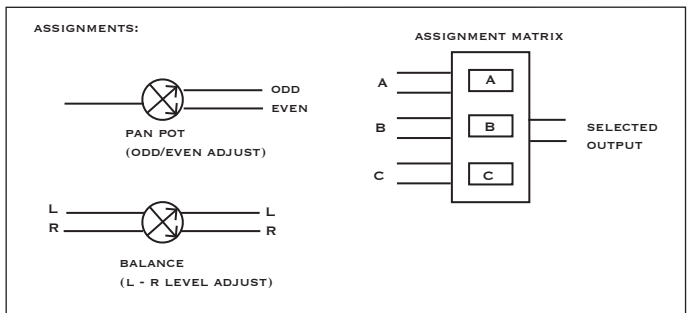 ASSIGNMENTS:
ODD
EVEN
PAN POT
(ODD/EVEN ADJUST)
L
R
L
R
BALANCE
(L - R LEVEL ADJUST)
ASSIGNMENT MATRIX
A
A
B
B
C
C
SELECTED
OUTPUT